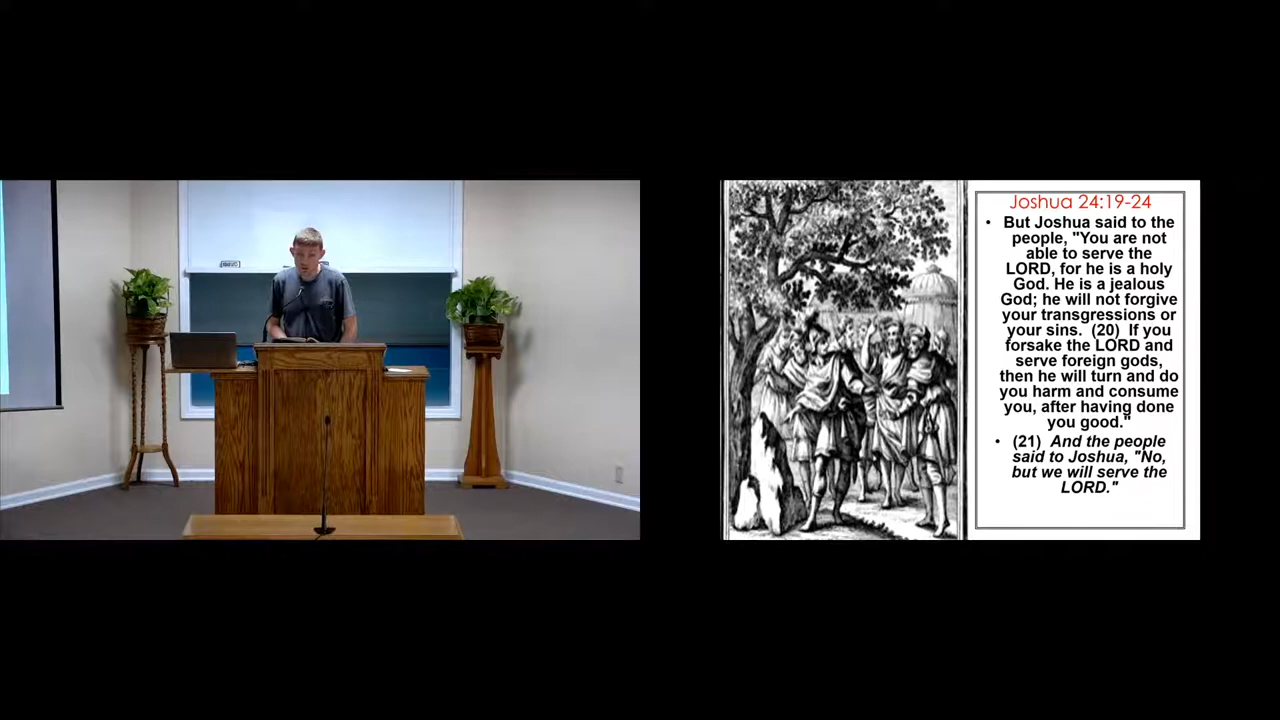 Joshua 24:19-24
• But Joshua said to the
people, "You are not
able to serve the
LORD, for he is a holy
God. He is a jealous
God; he will not forgive
your transgressions or
your sins. (20) If you
forsake the LORD and
serve foreign gods,
then he will turn and do
you harm and consume
you, after having done
you good."
• (21) And the people
said to Joshua, "No,
but we will serve the
LORD."